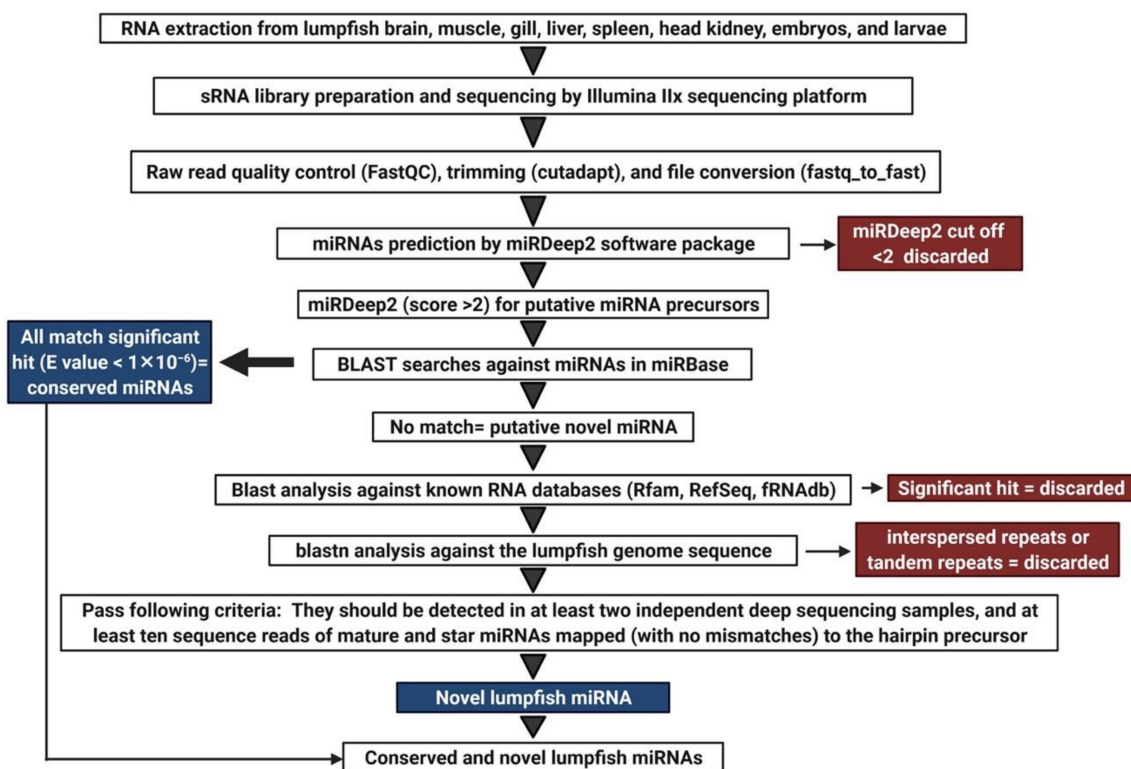 RNA extraction from lumpfish brain, muscle, gill, liver, spleen, head kidney, embryos, and larvae
sRNA library preparation and sequencing by Illumina IIx sequencing platform
Raw read quality control (FastQC), trimming (cutadapt), and file conversion (fastq_to_fast)
miRNAs prediction by miRDeep2 software package
miRDeep2 cut off
<2 discarded
miRDeep2 (score >2) for putative miRNA precursors
All match significant
hit (E value < 1×10⁻⁶)=
conserved miRNAs
BLAST searches against miRNAs in miRBase
No match= putative novel miRNA
Blast analysis against known RNA databases (Rfam, RefSeq, fRNAdb)
Significant hit = discarded
blastn analysis against the lumpfish genome sequence
interspersed repeats or
tandem repeats = discarded
Pass following criteria: They should be detected in at least two independent deep sequencing samples, and at
least ten sequence reads of mature and star miRNAs mapped (with no mismatches) to the hairpin precursor
Novel lumpfish miRNA
Conserved and novel lumpfish miRNAs